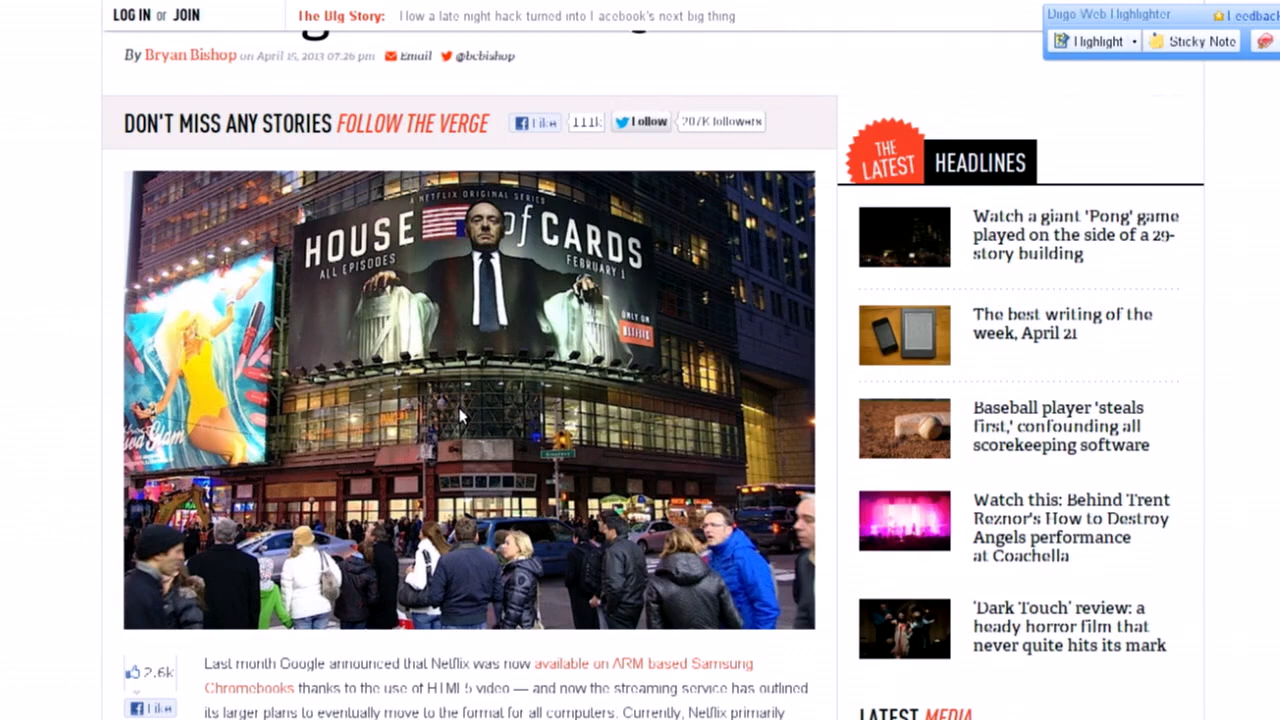 LOG IN or JOIN
The Big Story: How a late night hack turned into Facebook's next big thing
Diigo Web Highlighter
Feedback
Highlight
Sticky Note
By Bryan Bishop on April 15, 2013 07:26 pm Email @bcbishop
DON'T MISS ANY STORIES FOLLOW THE VERGE
Like 111k Follow 207K followers
THE LATEST HEADLINES
A NETFLIX ORIGINAL SERIES
HOUSE of CARDS
ALL EPISODES
FEBRUARY 1
ONLY ON
NETFLIX
Glam
Watch a giant 'Pong' game
played on the side of a 29-
story building
The best writing of the
week, April 21
Baseball player 'steals
first,' confounding all
scorekeeping software
Watch this: Behind Trent
Reznor's How to Destroy
Angels performance
at Coachella
'Dark Touch' review: a
heady horror film that
never quite hits its mark
LATEST MEDIA
2.6k
Like
Last month Google announced that Netflix was now available on ARM based Samsung
Chromebooks thanks to the use of HTML5 video — and now the streaming service has outlined
its larger plans to eventually move to the format for all computers. Currently, Netflix primarily